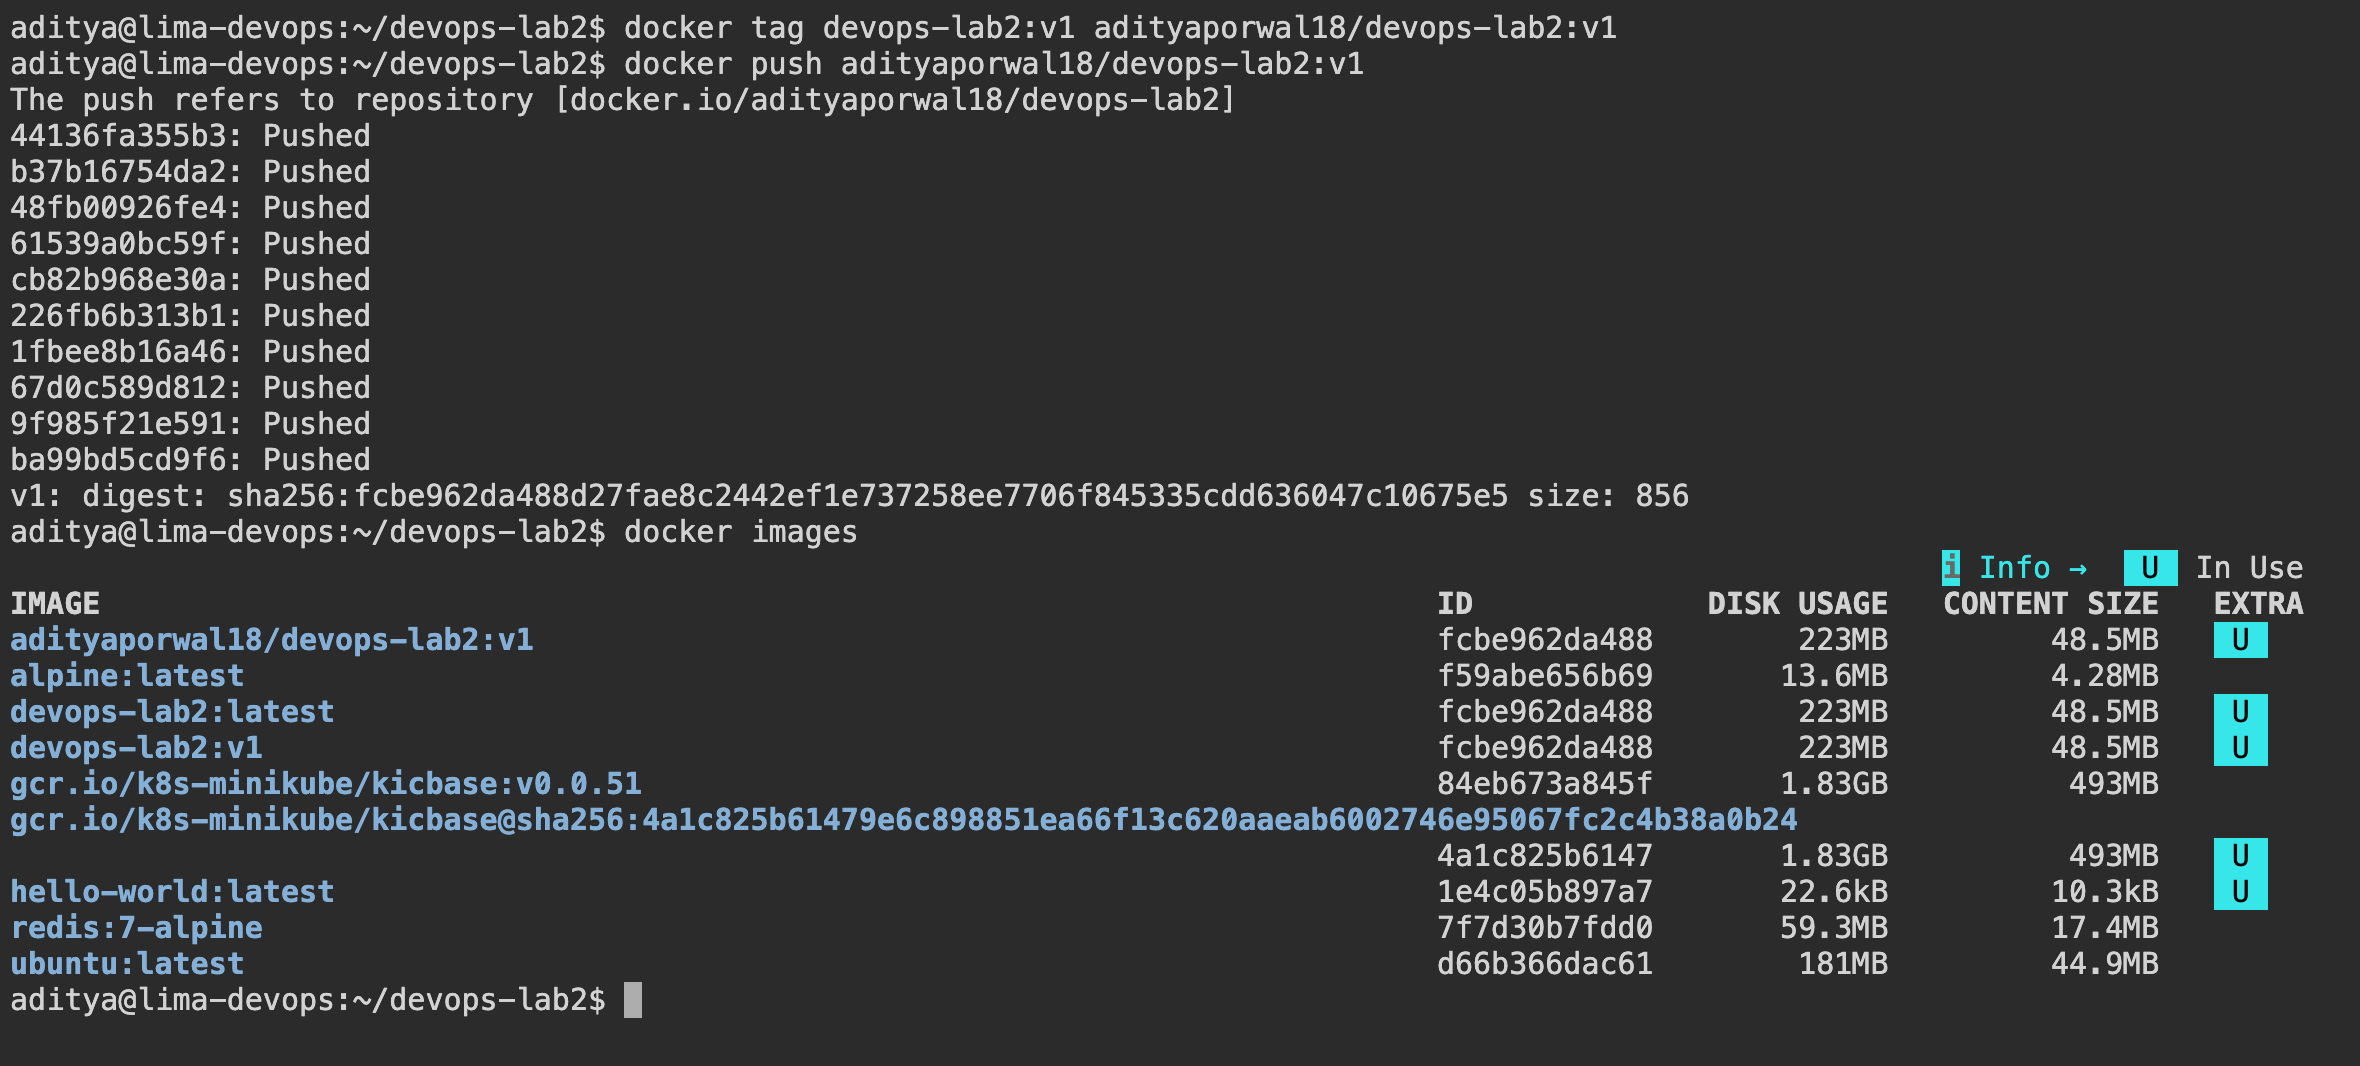 aditya@lima-devops:~/devops-lab2$ docker tag devops-lab2:v1 adityaporwal18/devops-lab2:v1
aditya@lima-devops:~/devops-lab2$ docker push adityaporwal18/devops-lab2:v1
The push refers to repository [docker.io/adityaporwal18/devops-lab2]
44136fa355b3: Pushed
b37b16754da2: Pushed
48fb00926fe4: Pushed
61539a0bc59f: Pushed
cb82b968e30a: Pushed
226fb6b313b1: Pushed
1fbee8b16a46: Pushed
67d0c589d812: Pushed
9f985f21e591: Pushed
ba99bd5cd9f6: Pushed
v1: digest: sha256:fcbe962da488d27fae8c2442ef1e737258ee7706f845335cdd636047c10675e5 size: 856
aditya@lima-devops:~/devops-lab2$ docker images
i Info → U In Use
IMAGE ID DISK USAGE CONTENT SIZE EXTRA
adityaporwal18/devops-lab2:v1 fcbe962da488 223MB 48.5MB U
alpine:latest f59abe656b69 13.6MB 4.28MB
devops-lab2:latest fcbe962da488 223MB 48.5MB U
devops-lab2:v1 fcbe962da488 223MB 48.5MB U
gcr.io/k8s-minikube/kicbase:v0.0.51 84eb673a845f 1.83GB 493MB
gcr.io/k8s-minikube/kicbase@sha256:4a1c825b61479e6c898851ea66f13c620aaeab6002746e95067fc2c4b38a0b24
4a1c825b6147 1.83GB 493MB U
hello-world:latest 1e4c05b897a7 22.6kB 10.3kB U
redis:7-alpine 7f7d30b7fdd0 59.3MB 17.4MB
ubuntu:latest d66b366dac61 181MB 44.9MB
aditya@lima-devops:~/devops-lab2$